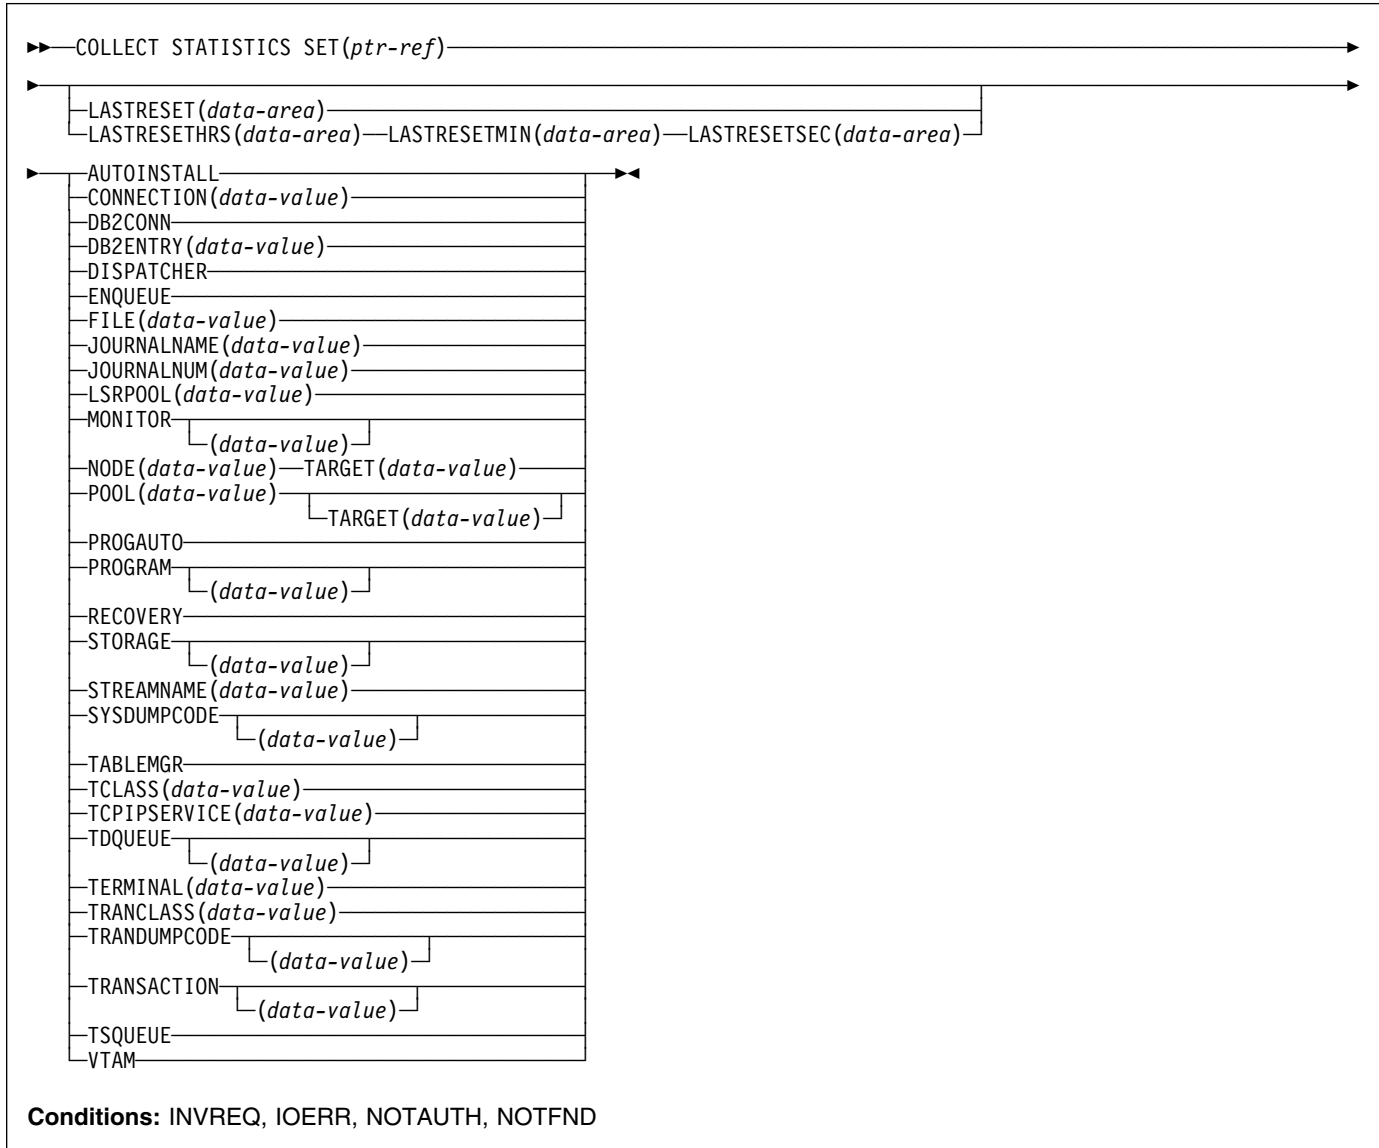 COLLECT STATISTICS SET(ptr-ref)
LASTRESET(data-area)
LASTRESETHRS(data-area) LASTRESETMIN(data-area) LASTRESETSEC(data-area)
AUTOINSTALL
CONNECTION(data-value)
DB2CONN
DB2ENTRY(data-value)
DISPATCHER
ENQUEUE
FILE(data-value)
JOURNALNAME(data-value)
JOURNALNUM(data-value)
LSRPOOL(data-value)
MONITOR
(data-value)
NODE(data-value) TARGET(data-value)
POOL(data-value)
TARGET(data-value)
PROGAUTO
PROGRAM
(data-value)
RECOVERY
STORAGE
(data-value)
STREAMNAME(data-value)
SYSDUMPCODE
(data-value)
TABLEMGR
TCLASS(data-value)
TCPIPSERVICE(data-value)
TDQUEUE
(data-value)
TERMINAL(data-value)
TRANCLASS(data-value)
TRANDUMPCODE
(data-value)
TRANSACTION
(data-value)
TSQUEUE
VTAM
Conditions: INVREQ, IOERR, NOTAUTH, NOTFND